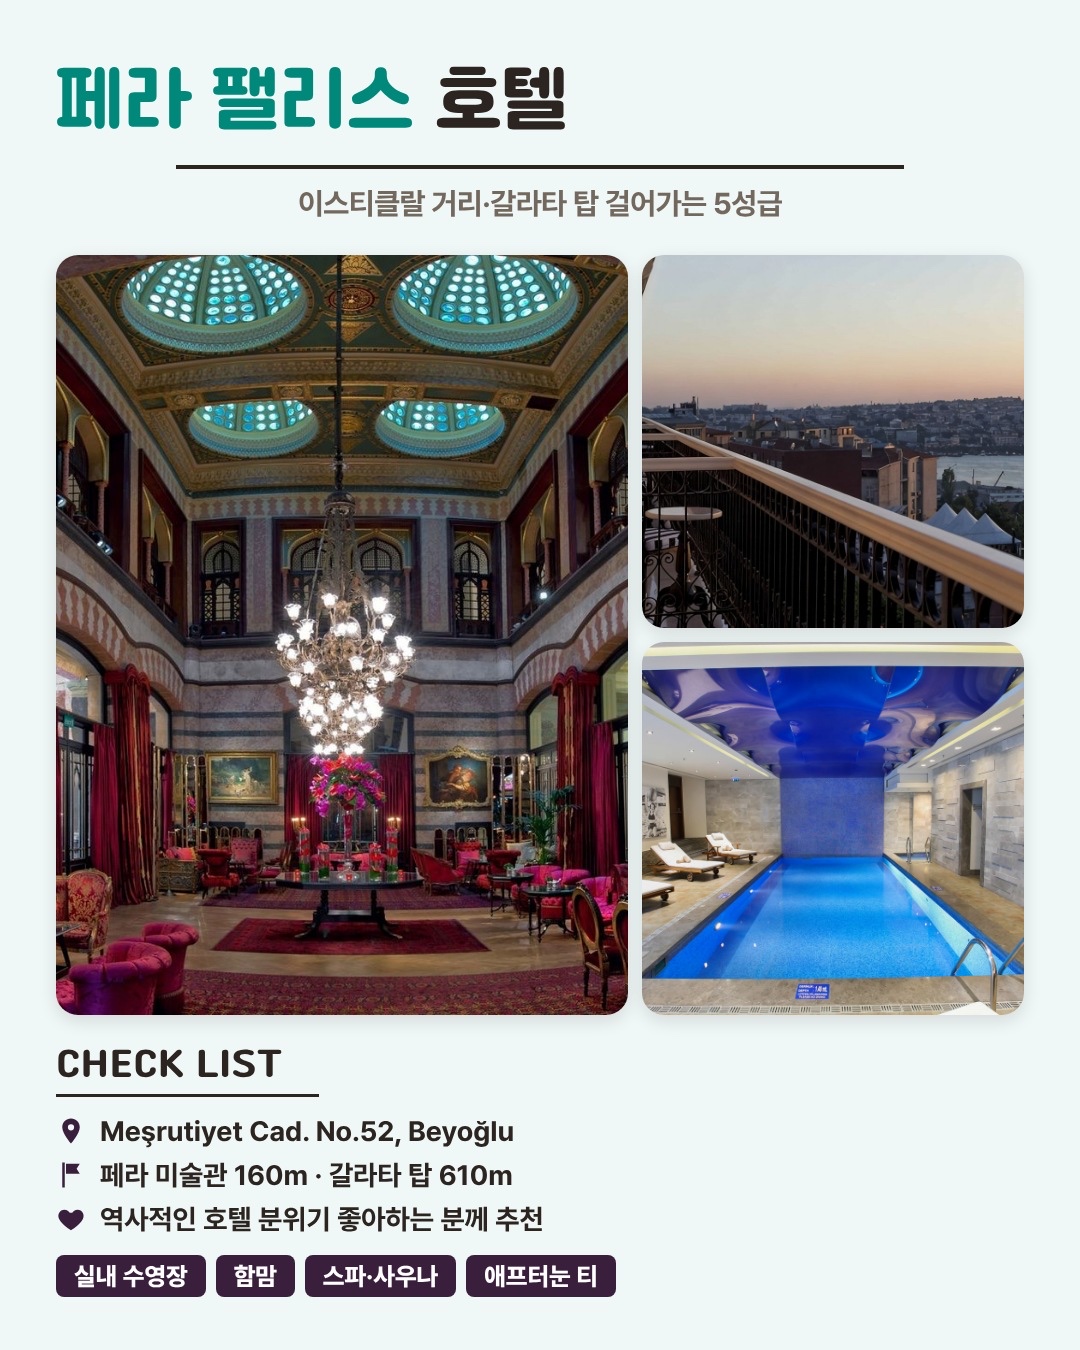 페라 팰리스 호텔
이스티클랄 거리·갈라타 탑 걸어가는 5성급
CHECK LIST
Meşrutiyet Cad. No.52, Beyoğlu
페라 미술관 160m · 갈라타 탑 610m
역사적인 호텔 분위기 좋아하는 분께 추천
실내 수영장 함맘 스파·사우나 애프터눈 티